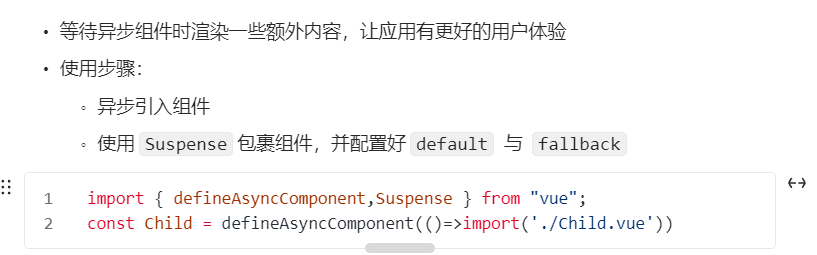 • 等待异步组件时渲染一些额外内容，让应用有更好的用户体验
• 使用步骤：
◦ 异步引入组件
◦ 使用 Suspense 包裹组件，并配置好 default 与 fallback
1 import { defineAsyncComponent,Suspense } from "vue";
2 const Child = defineAsyncComponent(()=>import('./Child.vue'))